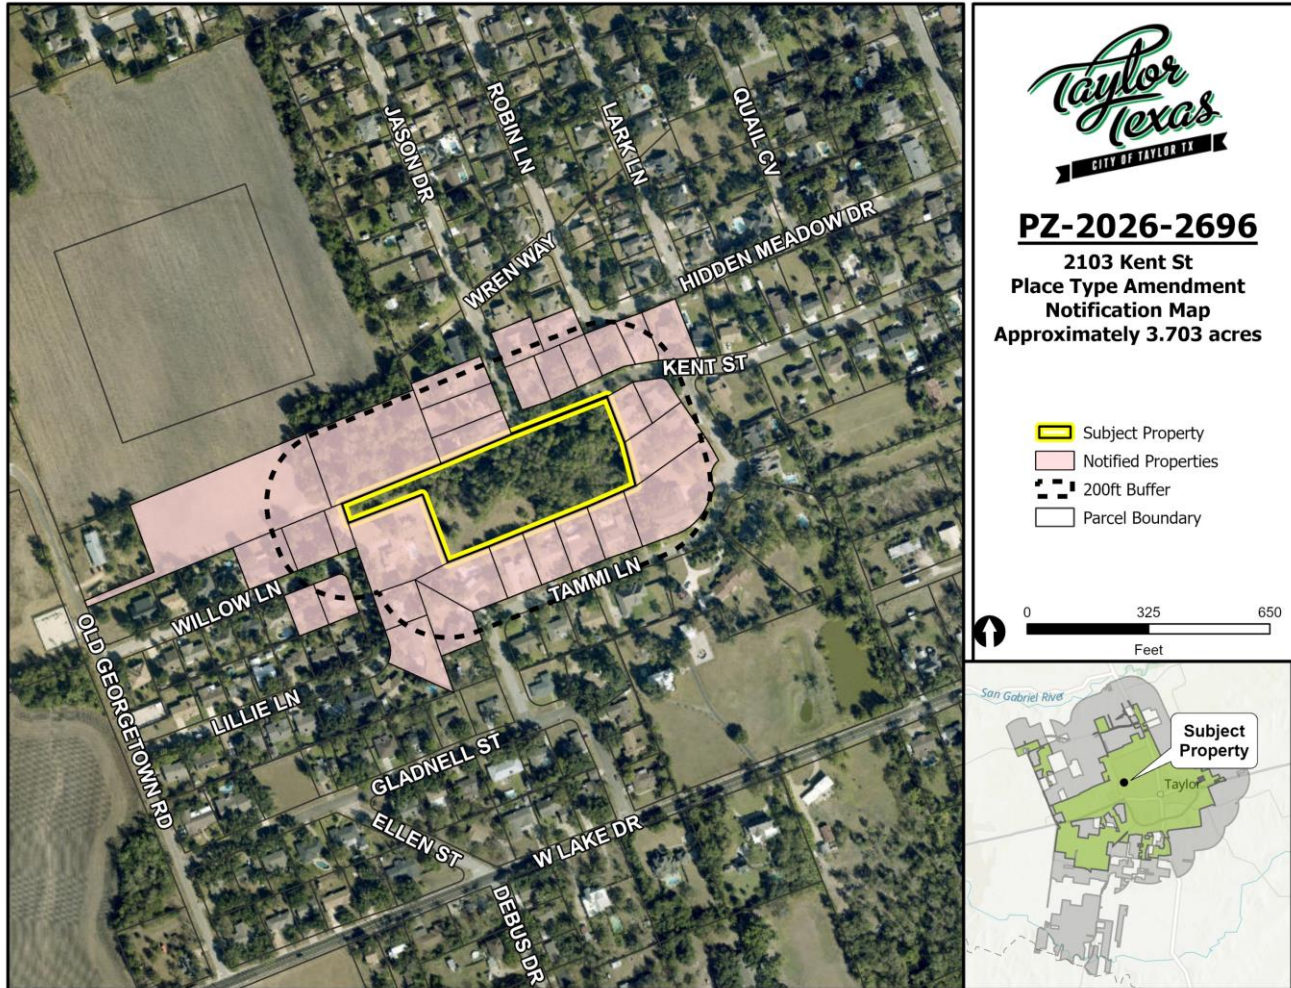 JASON DR
ROBIN LN
LARK LN
QUAIL CV
HIDDEN MEADOW DR
WREN WAY
KENT ST
TAMMI LN
WILLOW LN
OLD GEORGETOWN RD
LILLIE LN
GLADNELL ST
ELLEN ST
W LAKE DR
DEBUS DR
Taylor
Texas
CITY OF TAYLOR TX
PZ-2026-2696
2103 Kent St
Place Type Amendment
Notification Map
Approximately 3.703 acres
Subject Property
Notified Properties
200ft Buffer
Parcel Boundary
0 325 650
Feet
San Gabriel River
Subject
Property
Taylor